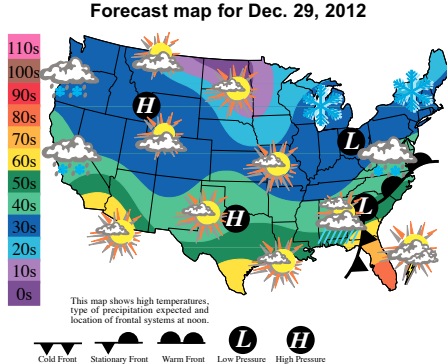 Forecast map for Dec. 29, 2012
110s
100s
90s
80s
70s
60s
50s
40s
30s
20s
10s
0s
H
L
H
L
This map shows high temperatures,
type of precipitation expected and
location of frontal systems at noon.
L H
Cold Front Stationary Front Warm Front Low Pressure High Pressure